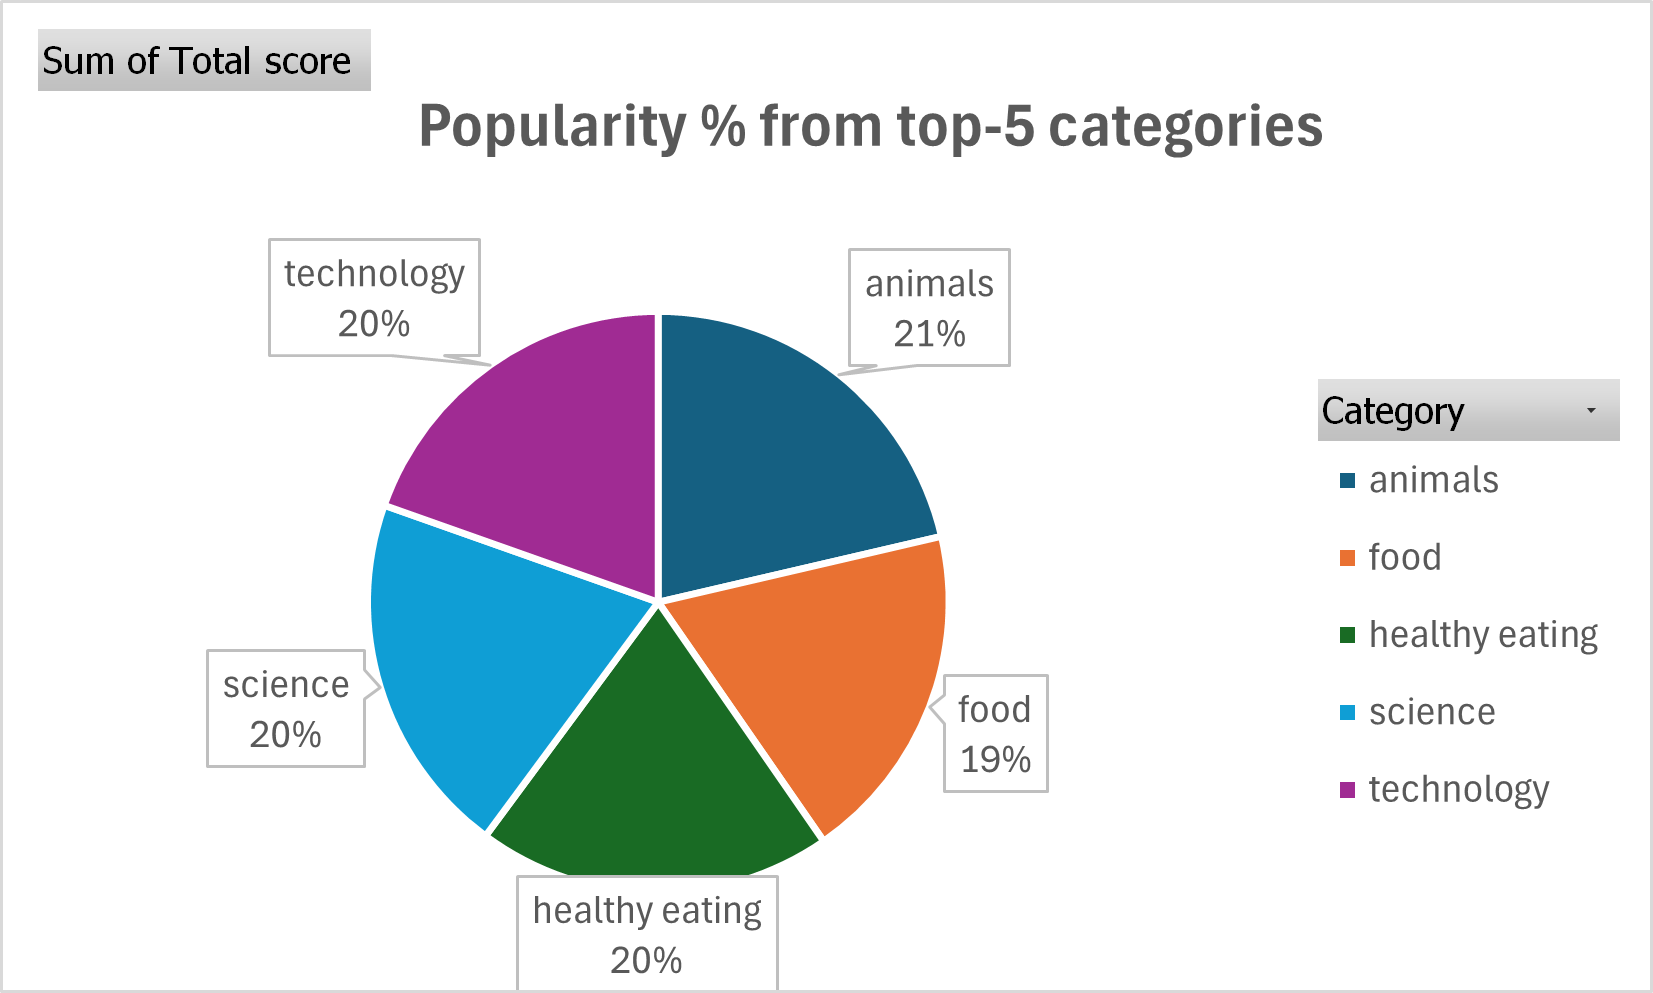 Sum of Total score
Popularity % from top-5 categories
technology
20%
animals
21%
science
20%
food
19%
healthy eating
20%
Category
animals
food
healthy eating
science
technology